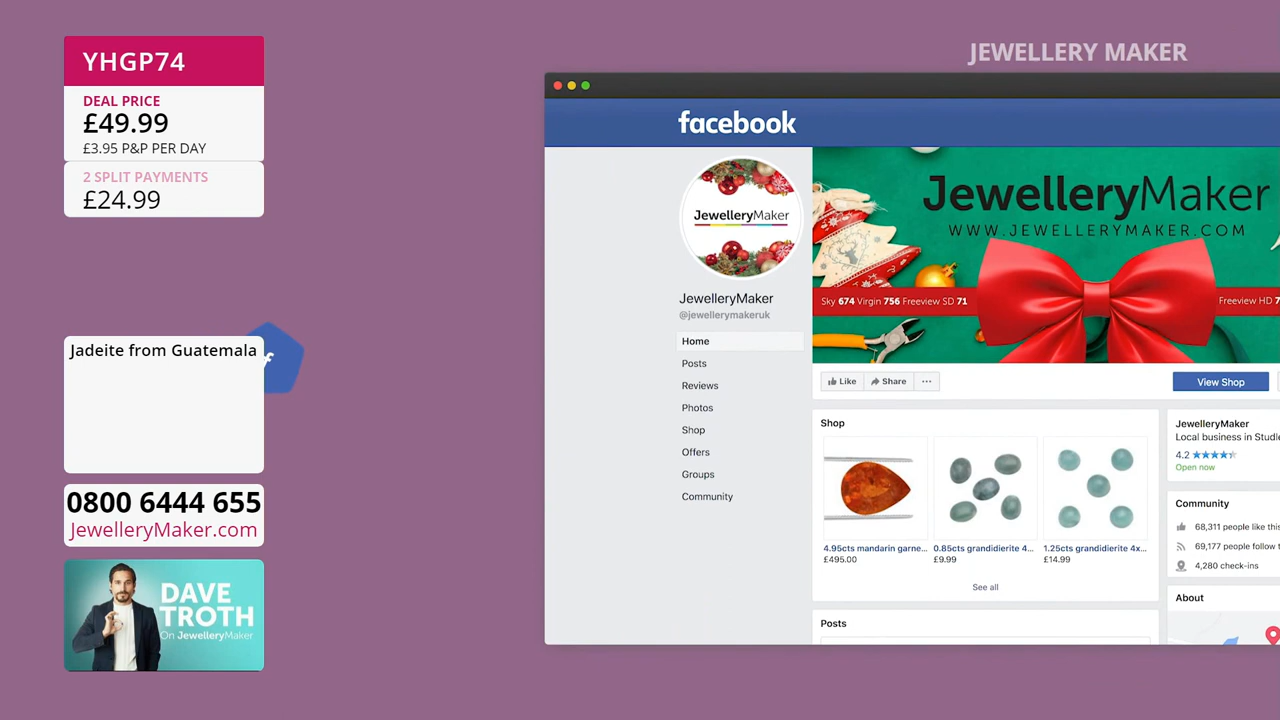 YHGP74
DEAL PRICE
£49.99
£3.95 P&P PER DAY
2 SPLIT PAYMENTS
£24.99
Jadeite from Guatemala
f
0800 6444 655
JewelleryMaker.com
DAVE
TROTH
On JewelleryMaker
JEWELLERY MAKER
facebook
JewelleryMaker
JewelleryMaker
@jewellerymakeruk
Home
Posts
Reviews
Photos
Shop
Offers
Groups
Community
JewelleryMaker
WWW.JEWELLERYMAKER.COM
Sky 674 Virgin 756 Freeview SD 71
Freeview HD 7
Like
Share
...
View Shop
Shop
4.95cts mandarin garne...
£495.00
0.85cts grandidierite 4...
£9.99
1.25cts grandidierite 4x...
£14.99
See all
Posts
JewelleryMaker
Local business in Studle
4.2
Open now
Community
68,311 people like this
69,177 people follow t
4,280 check-ins
About